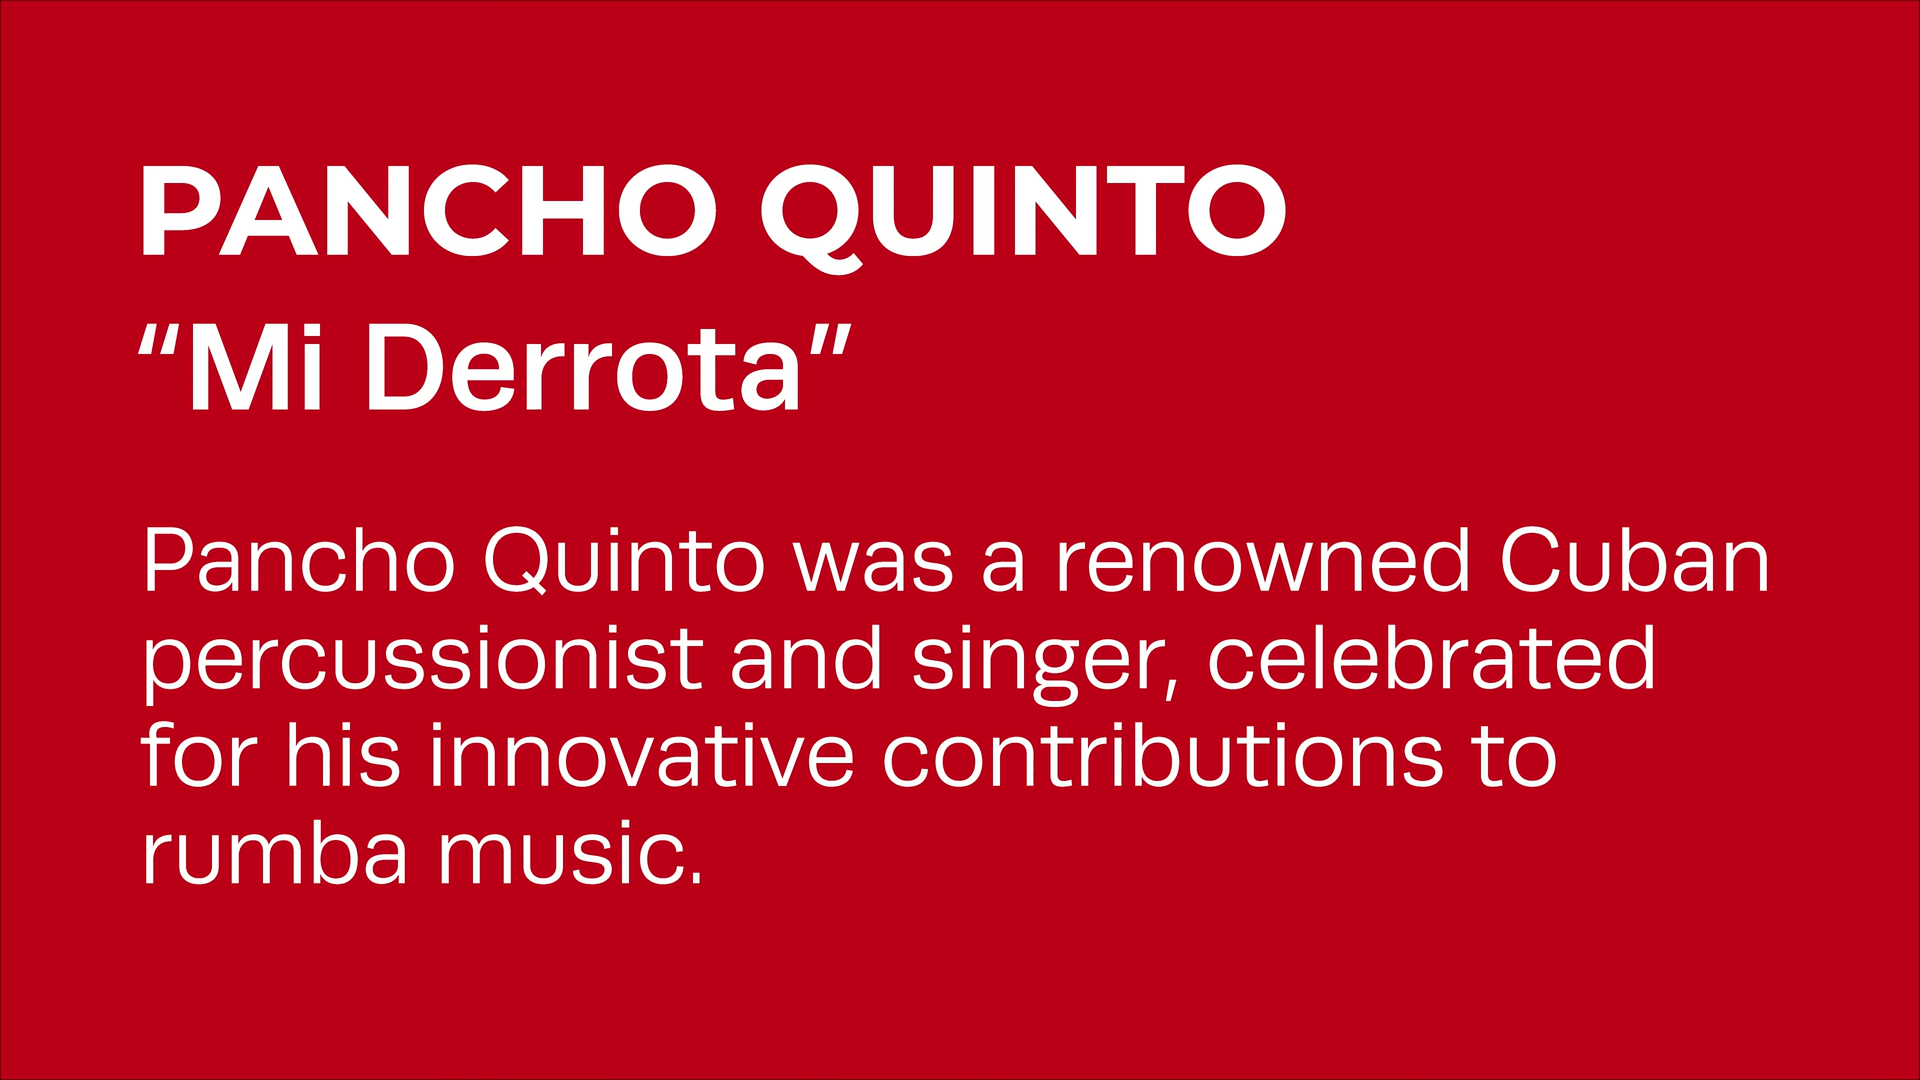 PANCHO QUINTO
“Mi Derrota”
Pancho Quinto was a renowned Cuban
percussionist and singer, celebrated
for his innovative contributions to
rumba music.